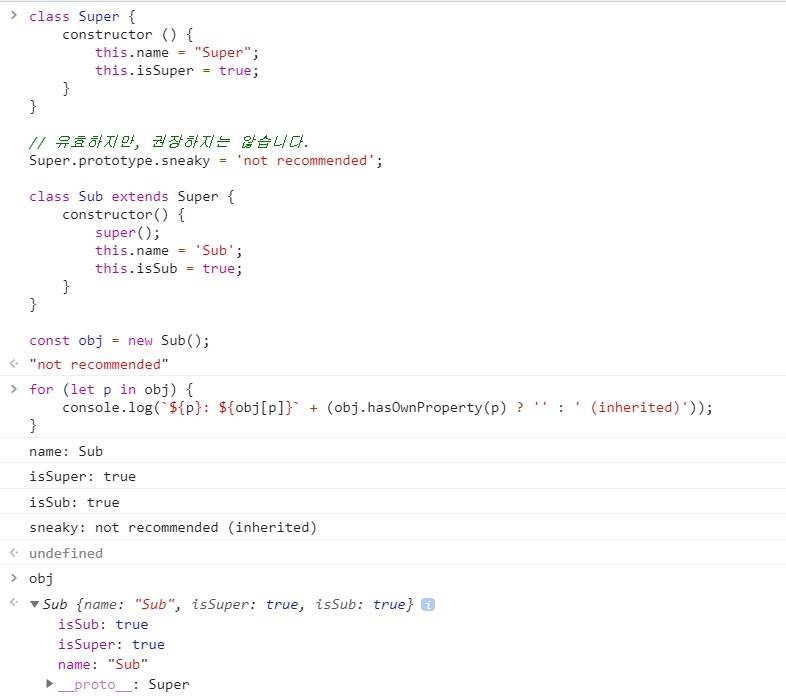 class Super {
    constructor () {
        this.name = "Super";
        this.isSuper = true;
    }
}
// 유효하지만, 권장하지는 않습니다.
Super.prototype.sneaky = 'not recommended';
class Sub extends Super {
    constructor() {
        super();
        this.name = 'Sub';
        this.isSub = true;
    }
}
const obj = new Sub();
"not recommended"
for (let p in obj) {
    console.log(`${p}: ${obj[p]}` + (obj.hasOwnProperty(p) ? '' : ' (inherited)'));
}
name: Sub
isSuper: true
isSub: true
sneaky: not recommended (inherited)
undefined
obj
Sub {name: "Sub", isSuper: true, isSub: true} i
isSub: true
isSuper: true
name: "Sub"
__proto__: Super